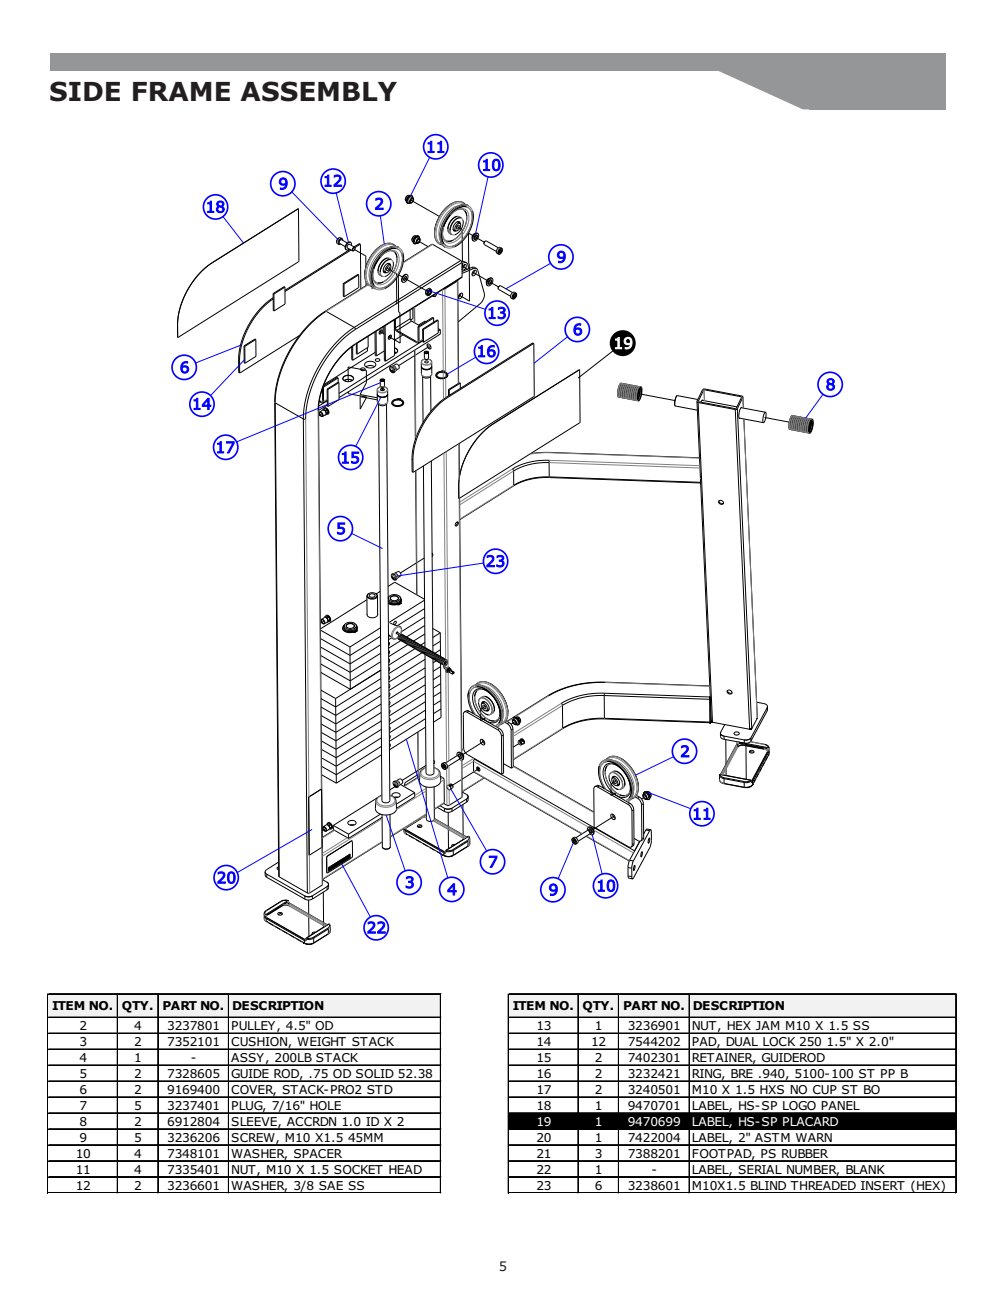 SIDE FRAME ASSEMBLY
11
10
12
9
2
18
9
13
6
19
16
6
8
14
17
15
5
23
2
11
7
20
3
4
9
10
22
ITEM NO. QTY. PART NO. DESCRIPTION
2 4 3237801 PULLEY, 4.5" OD
3 2 7352101 CUSHION, WEIGHT STACK
4 1 - ASSY, 200LB STACK
5 2 7328605 GUIDE ROD, .75 OD SOLID 52.38
6 2 9169400 COVER, STACK-PRO2 STD
7 5 3237401 PLUG, 7/16" HOLE
8 2 6912804 SLEEVE, ACCRDN 1.0 ID X 2
9 5 3236206 SCREW, M10 X1.5 45MM
10 4 7348101 WASHER, SPACER
11 4 7335401 NUT, M10 X 1.5 SOCKET HEAD
12 2 3236601 WASHER, 3/8 SAE SS
ITEM NO. QTY. PART NO. DESCRIPTION
13 1 3236901 NUT, HEX JAM M10 X 1.5 SS
14 12 7544202 PAD, DUAL LOCK 250 1.5" X 2.0"
15 2 7402301 RETAINER, GUIDEROD
16 2 3232421 RING, BRE .940, 5100-100 ST PP B
17 2 3240501 M10 X 1.5 HXS NO CUP ST BO
18 1 9470701 LABEL, HS-SP LOGO PANEL
19 1 9470699 LABEL, HS-SP PLACARD
20 1 7422004 LABEL, 2" ASTM WARN
21 3 7388201 FOOTPAD, PS RUBBER
22 1 - LABEL, SERIAL NUMBER, BLANK
23 6 3238601 M10X1.5 BLIND THREADED INSERT (HEX)
5